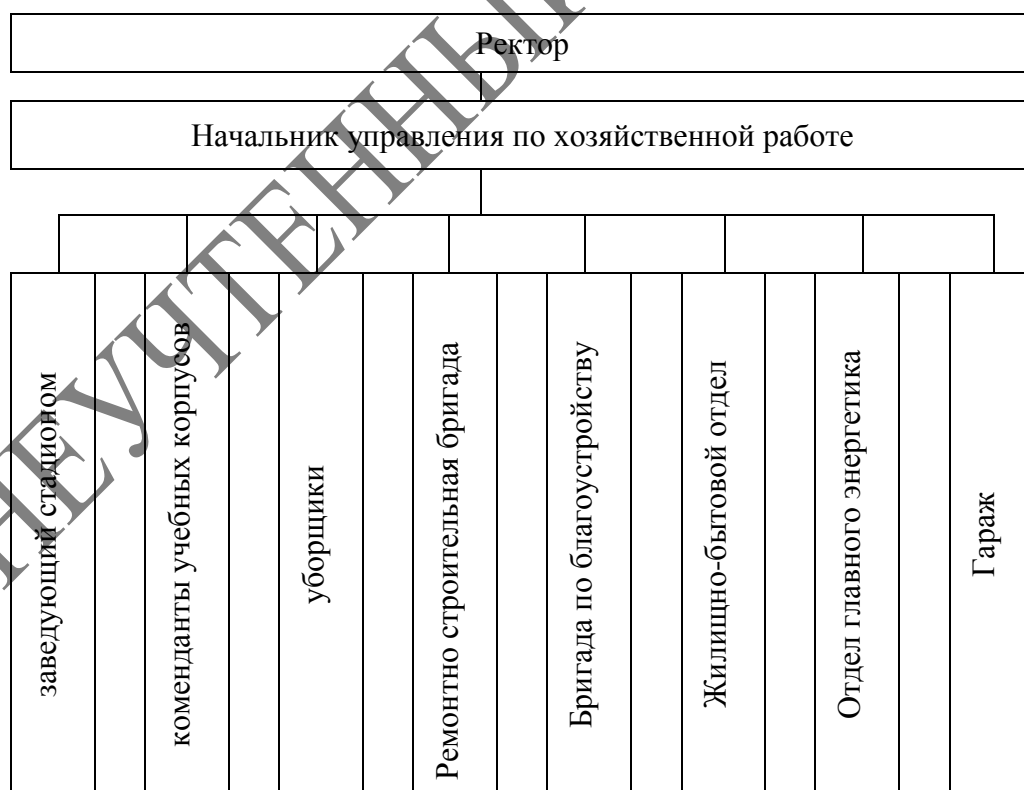 Ректор
Начальник управления по хозяйственной работе
заведующий стадионом
коменданты учебных корпусов
уборщики
Ремонтно строительная бригада
Бригада по благоустройству
Жилищно-бытовой отдел
Отдел главного энергетика
Гараж
НЕУЧТЕННЫ